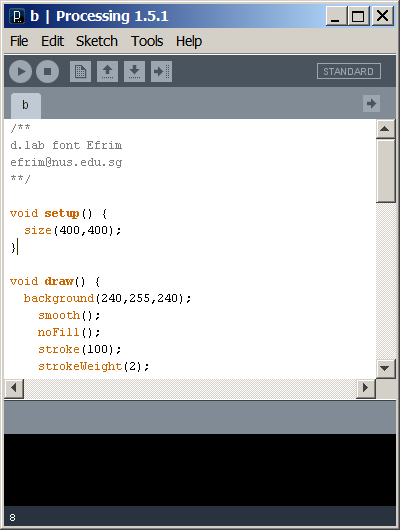 b | Processing 1.5.1
File Edit Sketch Tools Help
STANDARD
b
/**
d.lab font Efrim
efrim@nus.edu.sg
**/
void setup() {
  size(400,400);
}
void draw() {
  background(240,255,240);
    smooth();
    noFill();
    stroke(100);
    strokeWeight(2);
8